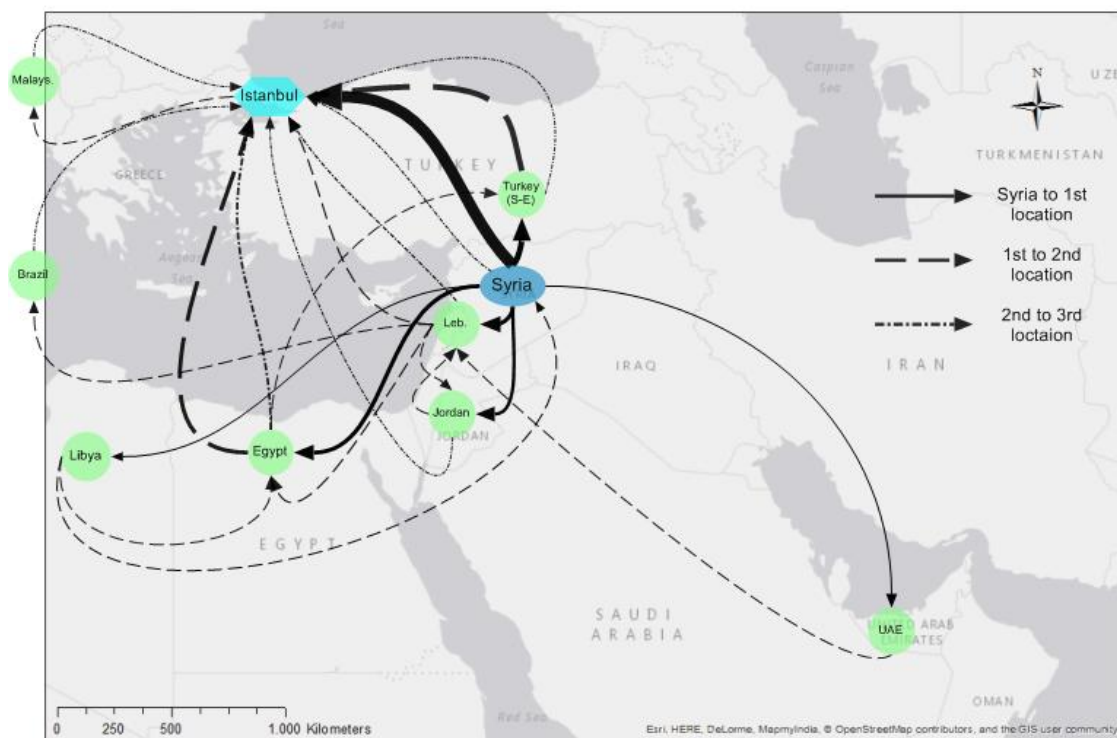 Sea
Malays.
Istanbul
Caspian
Sea
UZE
N
TURKMENISTAN
GREECE
TURKEY
Turkey
(S-E)
Syria to 1st
location
Aegean
Sea
Brazil
Syria
1st to 2nd
location
Leb.
2nd to 3rd
loctaion
IRAQ
IRAN
Jordan
JORDAN
Libya
Egypt
EGYPT
SAUDI
ARABIA
UAE
UNITED ARAB
EMIRATES
OMAN
Red Sea
0 250 500 1.000 Kilometers
Esri, HERE, DeLorme, MapmyIndia, © OpenStreetMap contributors, and the GIS user community